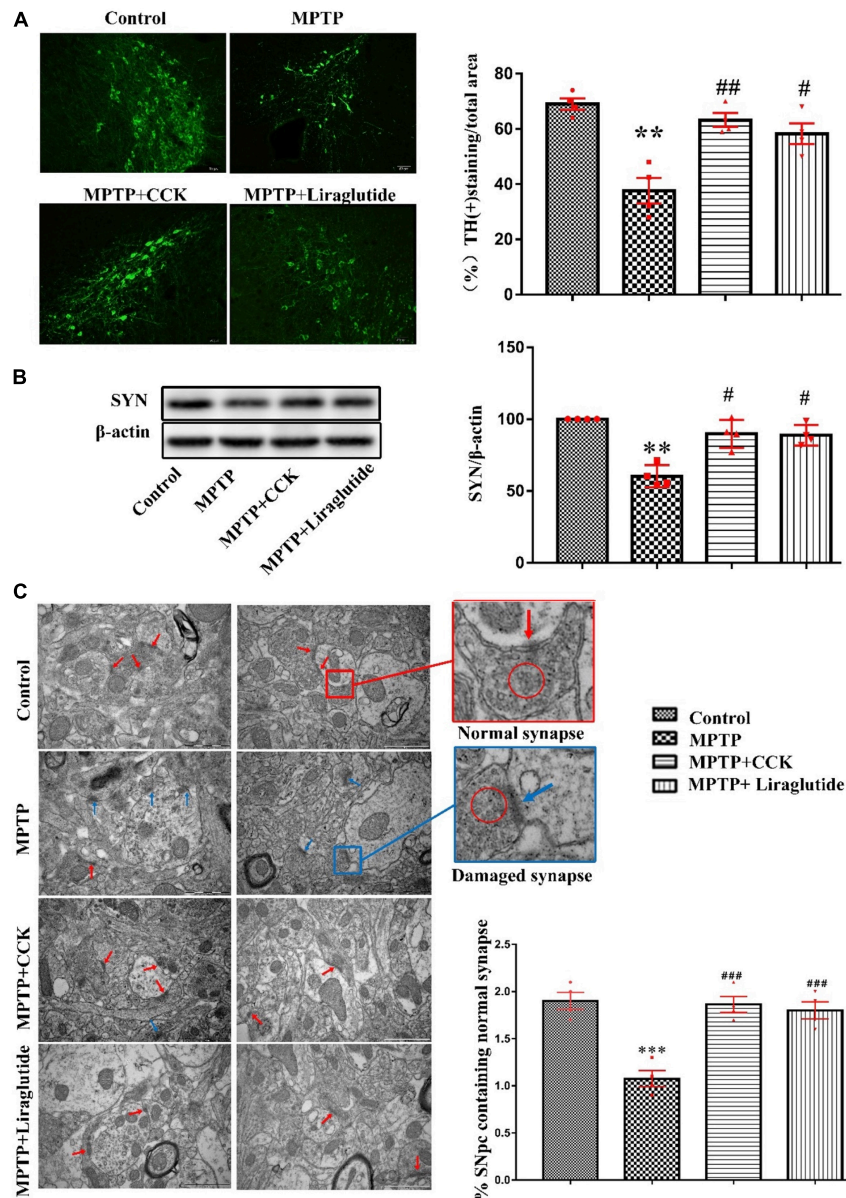 A
Control
MPTP
MPTP+CCK
MPTP+Liraglutide
(%) TH(+)staining/total area
80
60
40
20
0
**
##
#
B
SYN
β-actin
Control
MPTP
MPTP+CCK
MPTP+Liraglutide
SYN/β-actin
150
100
50
0
**
#
#
C
Control
MPTP
MPTP+CCK
MPTP+Liraglutide
Normal synapse
Damaged synapse
Control
MPTP
MPTP+CCK
MPTP+ Liraglutide
% SNpc containing normal synapse
2.5
2.0
1.5
1.0
0.5
0.0
***
###
###